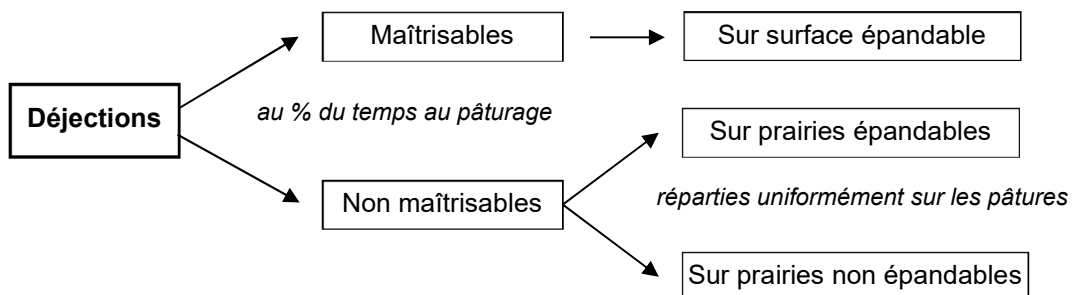 Maîtrisables
Sur surface épandable
Déjections
au % du temps au pâturage
Sur prairies épandables
Non maîtrisables
réparties uniformément sur les pâtures
Sur prairies non épandables